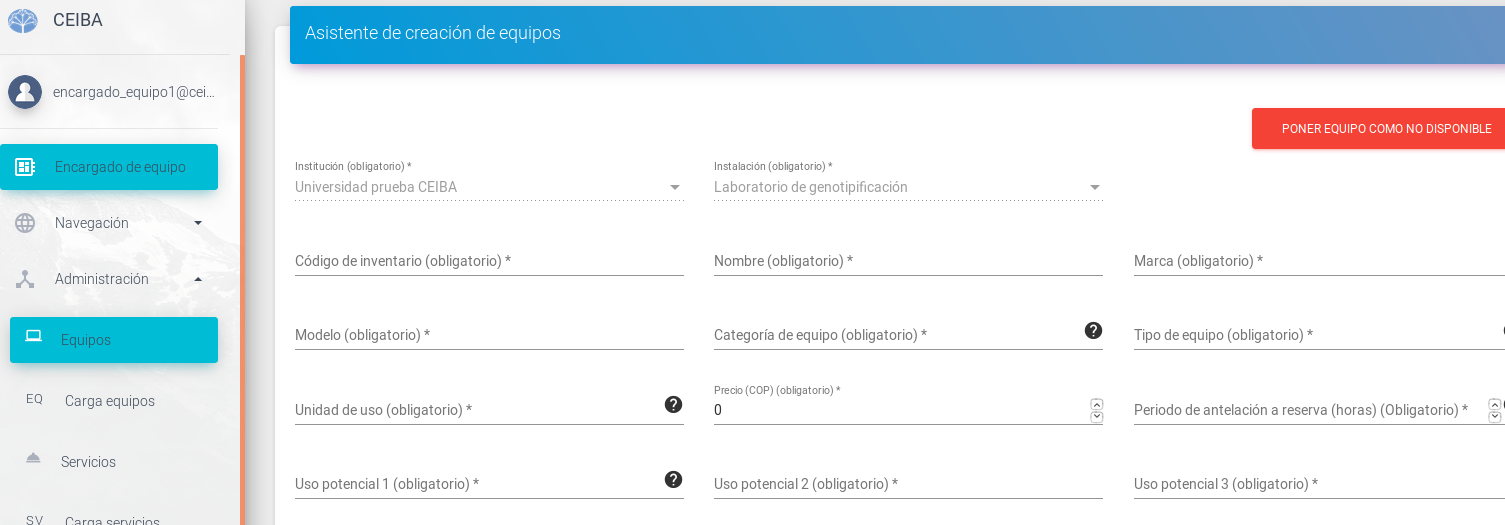 CEIBA
encargado_equipo1@cei...
Encargado de equipo
Navegación
Administración
Equipos
EQ Carga equipos
Servicios
SV Carga servicios
Asistente de creación de equipos
PONER EQUIPO COMO NO DISPONIBLE
Institución (obligatorio) * Instalación (obligatorio) *
Universidad prueba CEIBA Laboratorio de genotipificación
Código de inventario (obligatorio) * Nombre (obligatorio) * Marca (obligatorio) *
Modelo (obligatorio) * Categoría de equipo (obligatorio) * Tipo de equipo (obligatorio) *
Precio (COP) (obligatorio) *
Unidad de uso (obligatorio) * 0 Periodo de antelación a reserva (horas) (Obligatorio) *
Uso potencial 1 (obligatorio) * Uso potencial 2 (obligatorio) * Uso potencial 3 (obligatorio) *